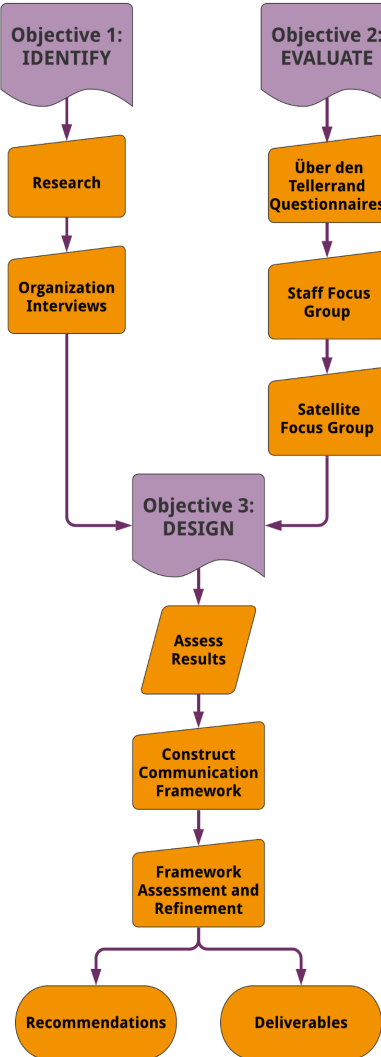 Objective 1:
IDENTIFY
Research
Organization
Interviews
Objective 2:
EVALUATE
Über den
Tellerrand
Questionnaires
Staff Focus
Group
Satellite
Focus Group
Objective 3:
DESIGN
Assess
Results
Construct
Communication
Framework
Framework
Assessment and
Refinement
Recommendations
Deliverables